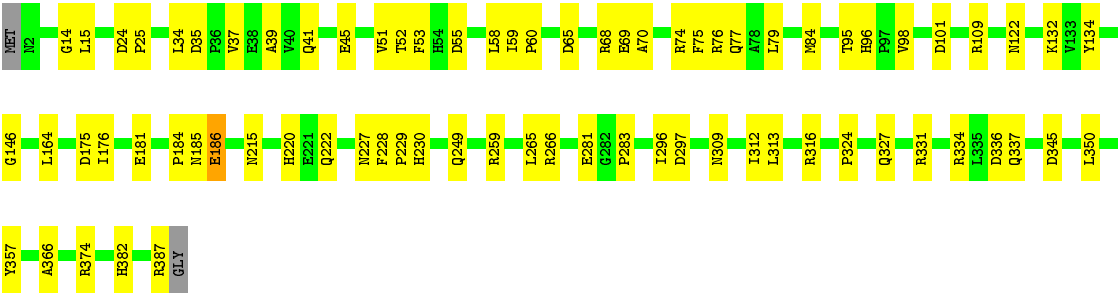 MET N2 G14 L15 D24 P25 L34 D35 P36 V37 E38 A39 V40 Q41 E45 V51 T52 F53 H54 D55 L58 I59 P60 D65 R68 E69 A70 R74 F75 R76 Q77 A78 L79 M84 T95 H96 P97 V98 D101 R109 N122 K132 V133 Y134
G146 L164 D175 I176 E181 P184 N185 E186 N215 H220 E221 Q222 N227 F228 P229 H230 Q249 R259 L265 R266 E281 G282 P283 I296 D297 N309 I312 L313 R316 P324 Q327 R331 R334 L335 D336 Q337 D345 L350
Y357 A366 R374 H382 R387 GLY